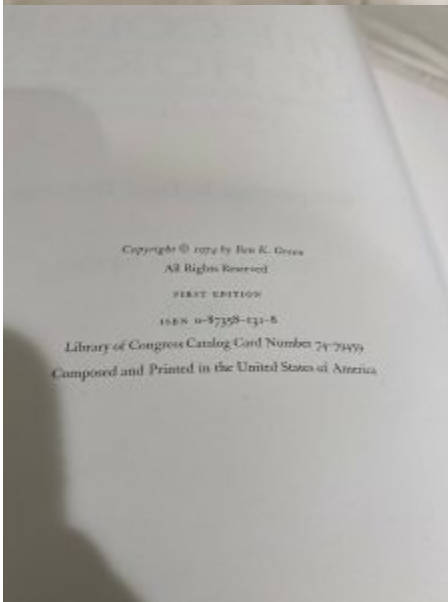 Copyright © 1974 by Ben K. Green
All Rights Reserved
FIRST EDITION
ISBN 0-87358-131-8
Library of Congress Catalog Card Number 74-79459
Composed and Printed in the United States of America